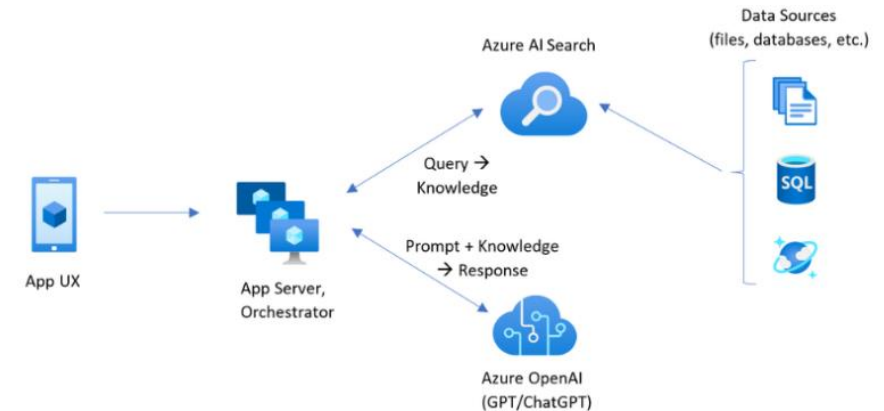 Data Sources
(files, databases, etc.)
Azure AI Search
Query →
Knowledge
SQL
App UX
App Server,
Orchestrator
Prompt + Knowledge
→ Response
Azure OpenAI
(GPT/ChatGPT)